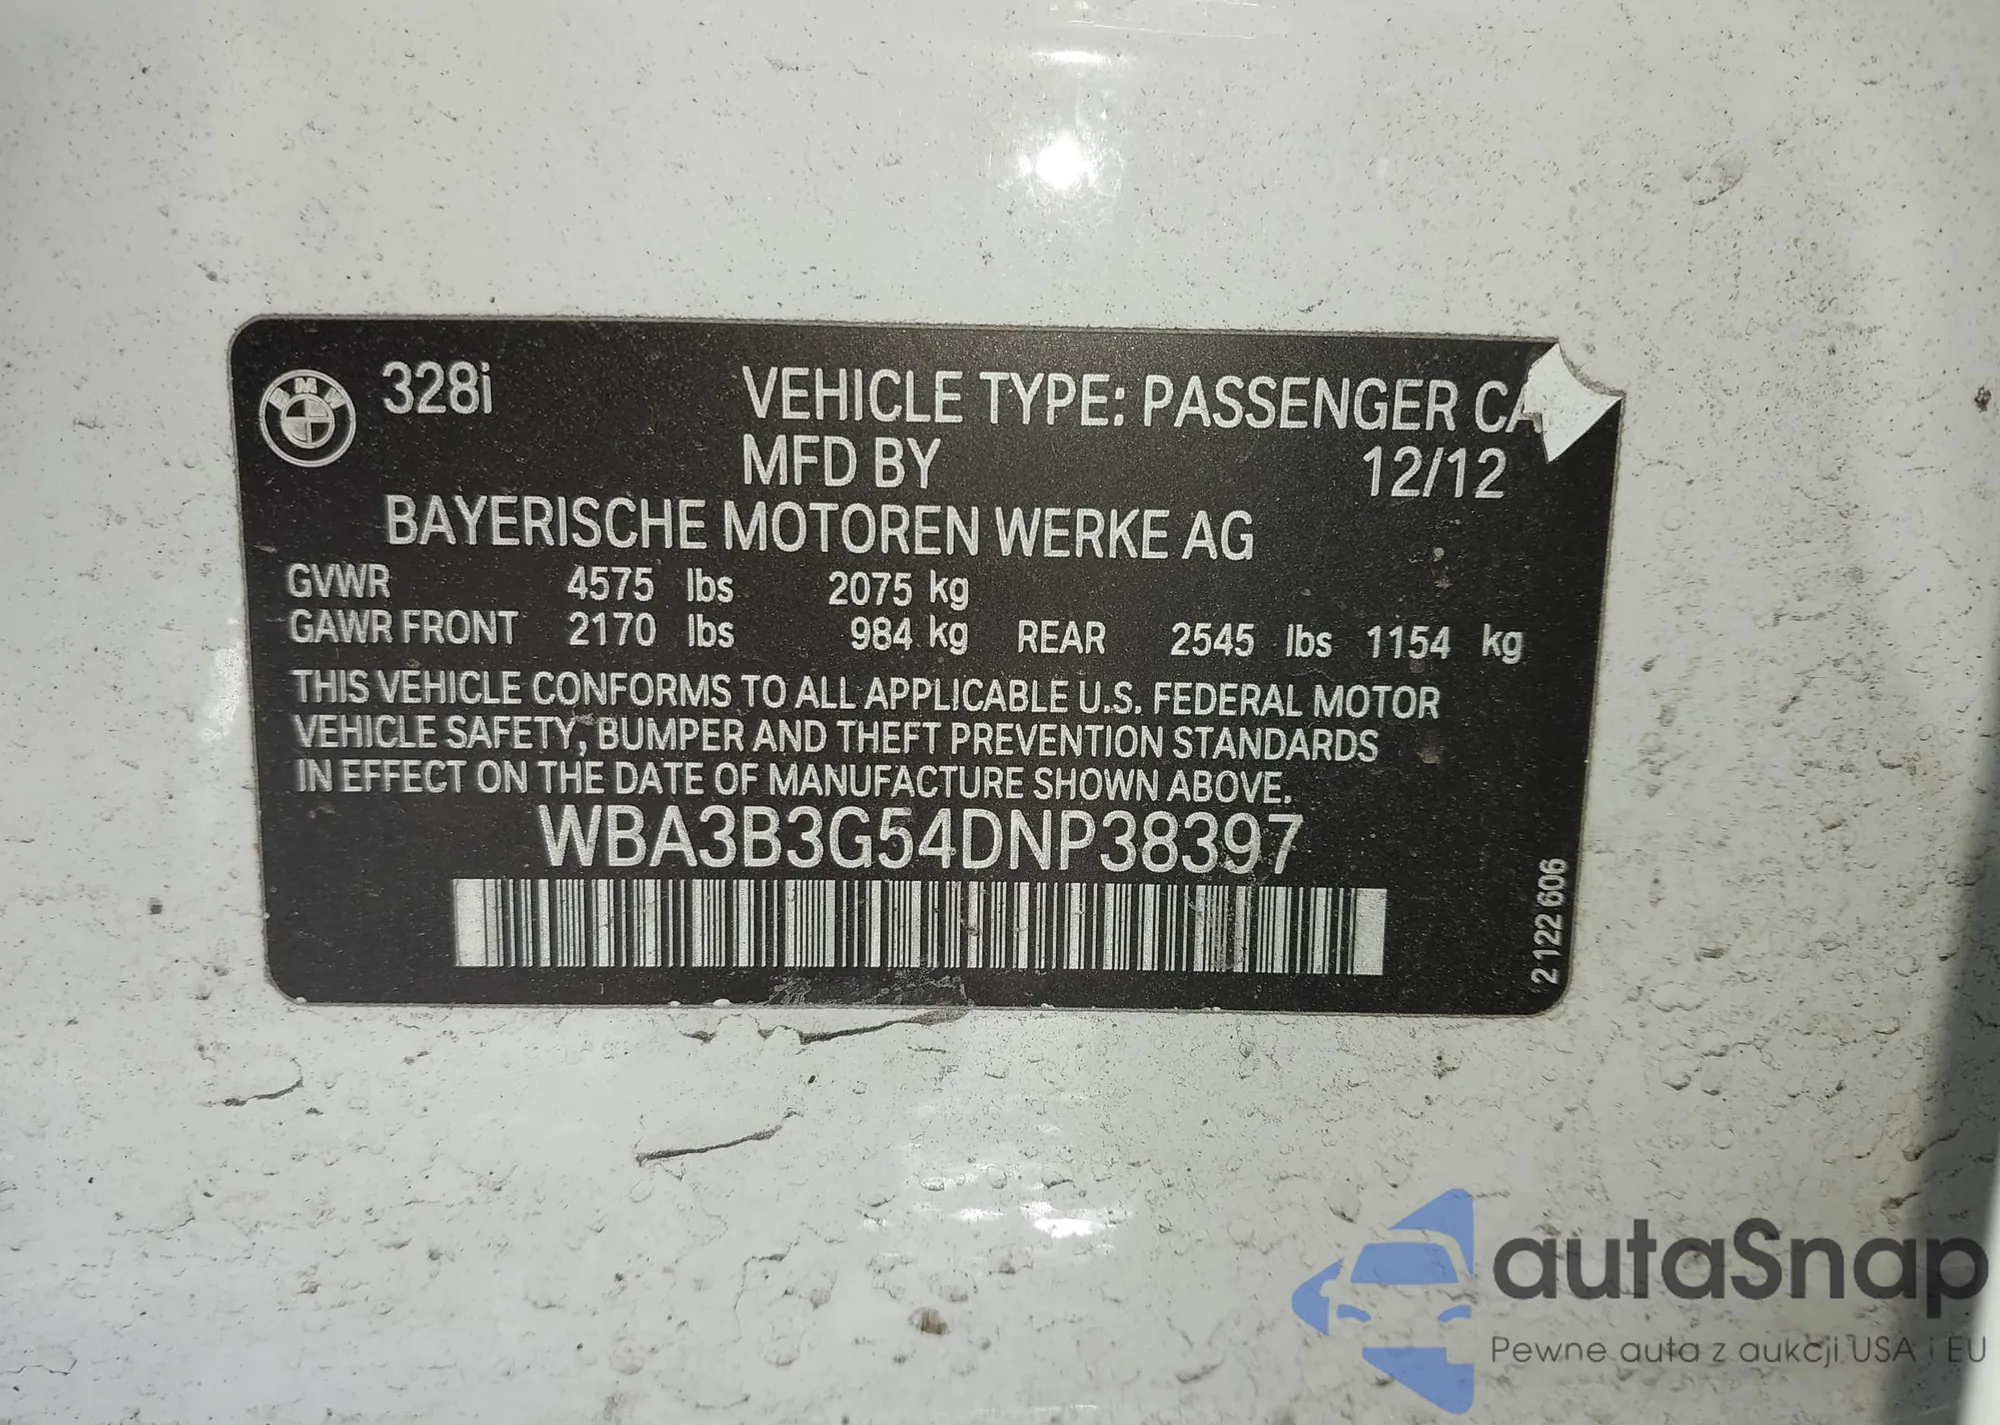 BMW
328i
VEHICLE TYPE: PASSENGER CA
MFD BY 12/12
BAYERISCHE MOTOREN WERKE AG
GVWR 4575 lbs 2075 kg
GAWR FRONT 2170 lbs 984 kg REAR 2545 lbs 1154 kg
THIS VEHICLE CONFORMS TO ALL APPLICABLE U.S. FEDERAL MOTOR
VEHICLE SAFETY, BUMPER AND THEFT PREVENTION STANDARDS
IN EFFECT ON THE DATE OF MANUFACTURE SHOWN ABOVE.
WBA3B3G54DNP38397
2 122 606
autaSnap
Pewne auta z aukcji USA i EU